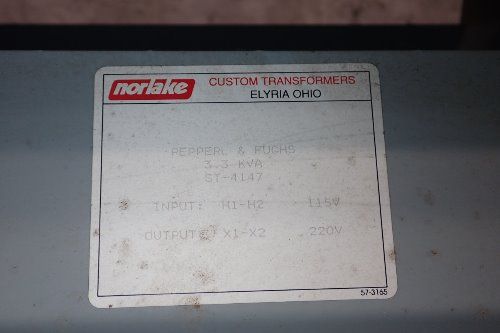 norlake
CUSTOM TRANSFORMERS
ELYRIA OHIO
PEPPERL & FUCHS
3.3 KVA
ST-4147
INPUT: H1-H2 115V
OUTPUT: X1-X2 220V
57-3165